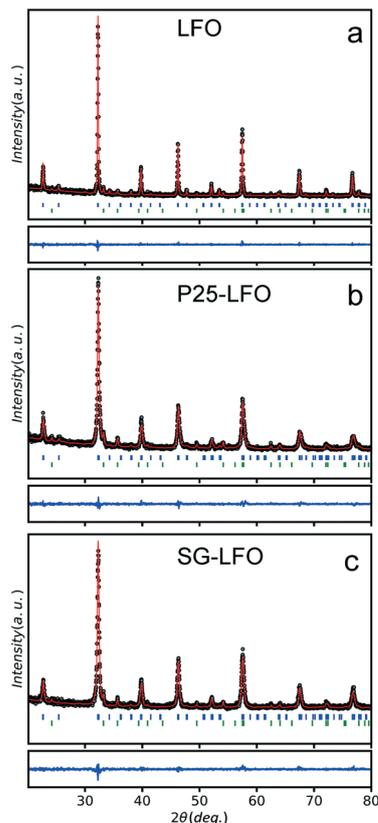 LFO
a
Intensity(a.u.)
P25-LFO
b
Intensity(a.u.)
SG-LFO
c
Intensity(a.u.)
30 40 50 60 70 80
2θ(deg.)